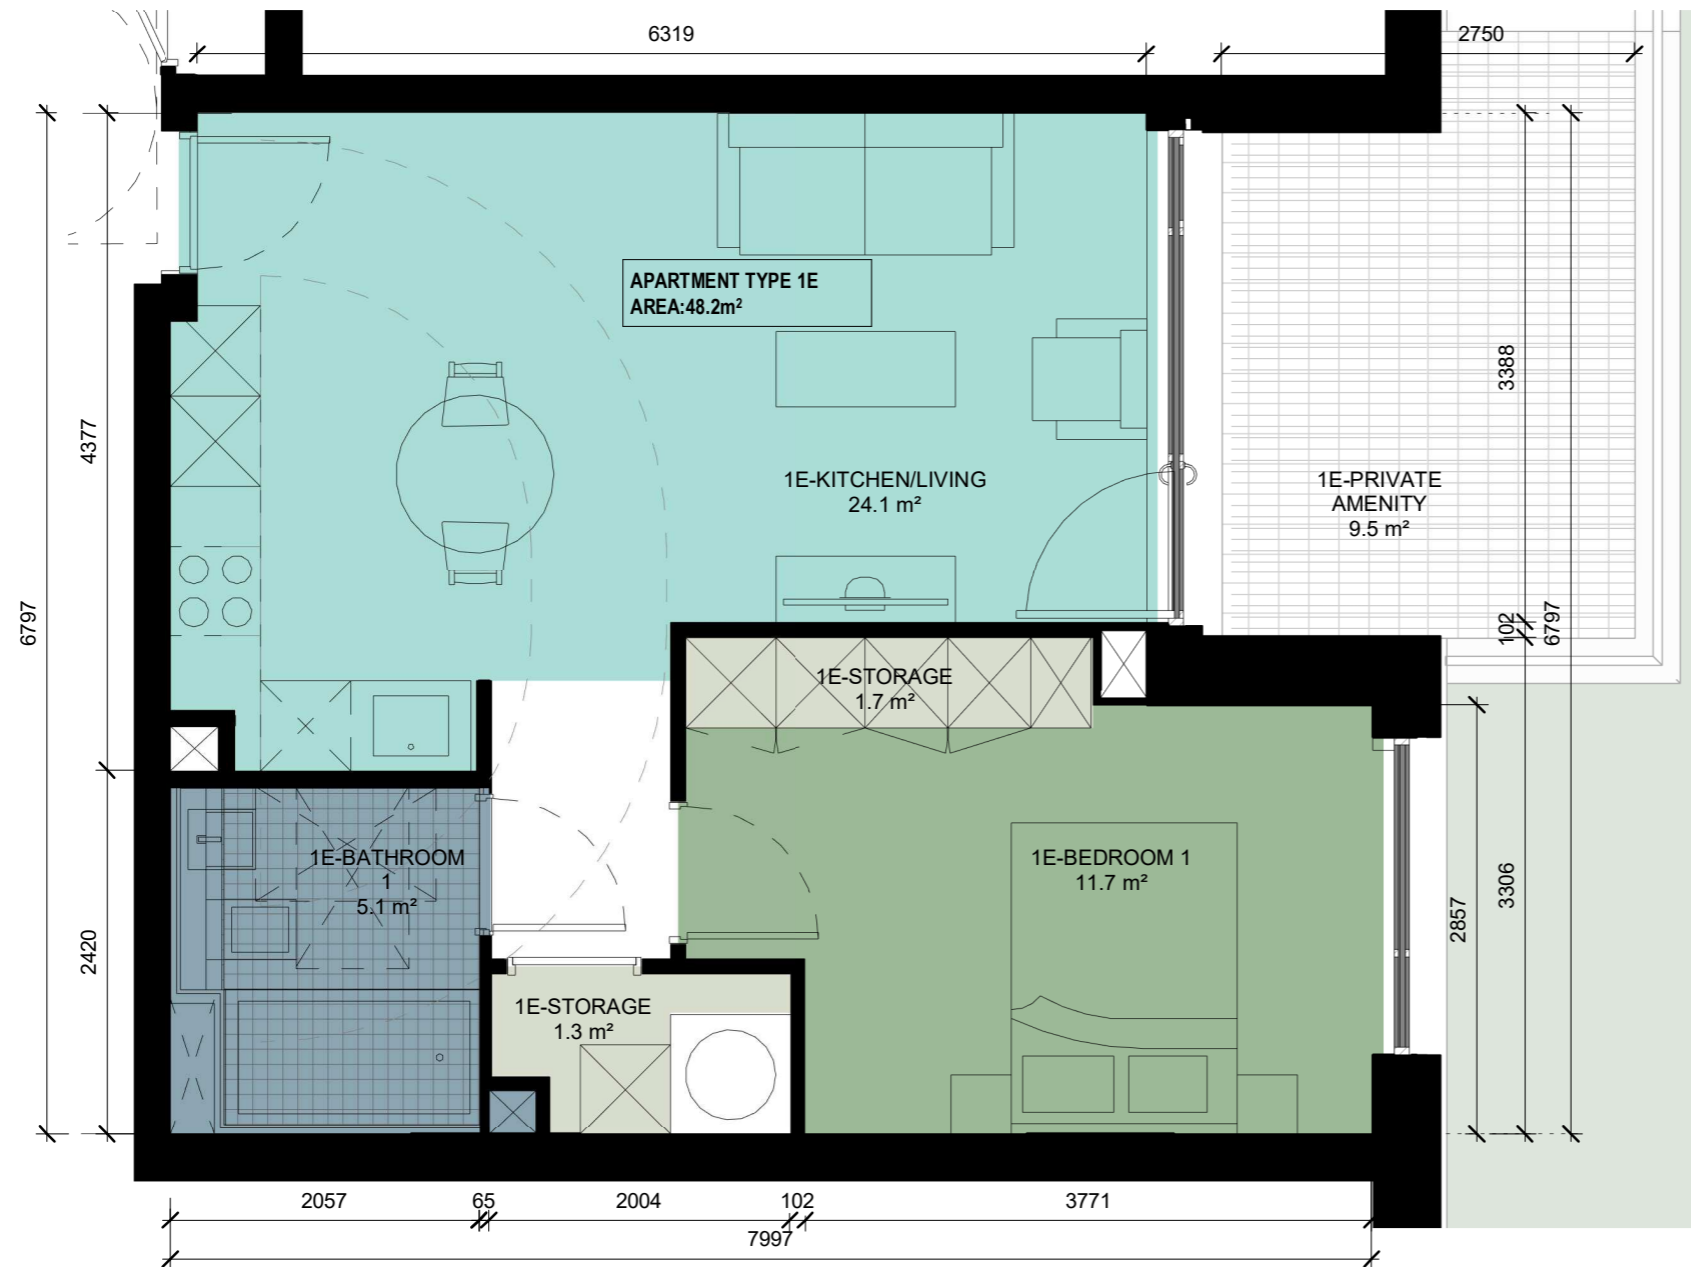 6319
2750
APARTMENT TYPE 1E
AREA:48.2m²
3388
4377
1E-KITCHEN/LIVING
24.1 m²
1E-PRIVATE
AMENITY
9.5 m²
6797
102
6797
1E-STORAGE
1.7 m²
1E-BATHROOM
1
5.1 m²
1E-BEDROOM 1
11.7 m²
3306
2857
2420
1E-STORAGE
1.3 m²
2057
65
2004
102
3771
7997